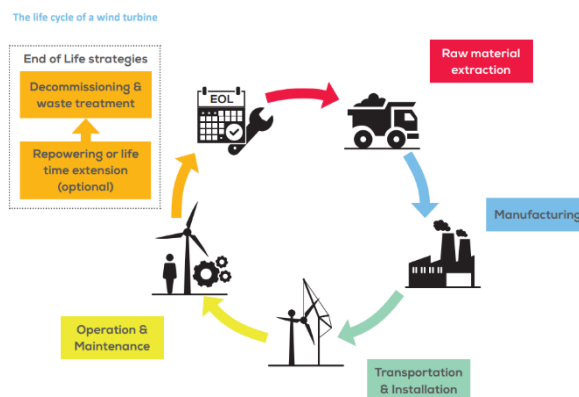 The life cycle of a wind turbine
End of Life strategies
Decommissioning &
waste treatment
Repowering or life
time extension
(optional)
EOL
Raw material
extraction
Manufacturing
Transportation
& Installation
Operation &
Maintenance